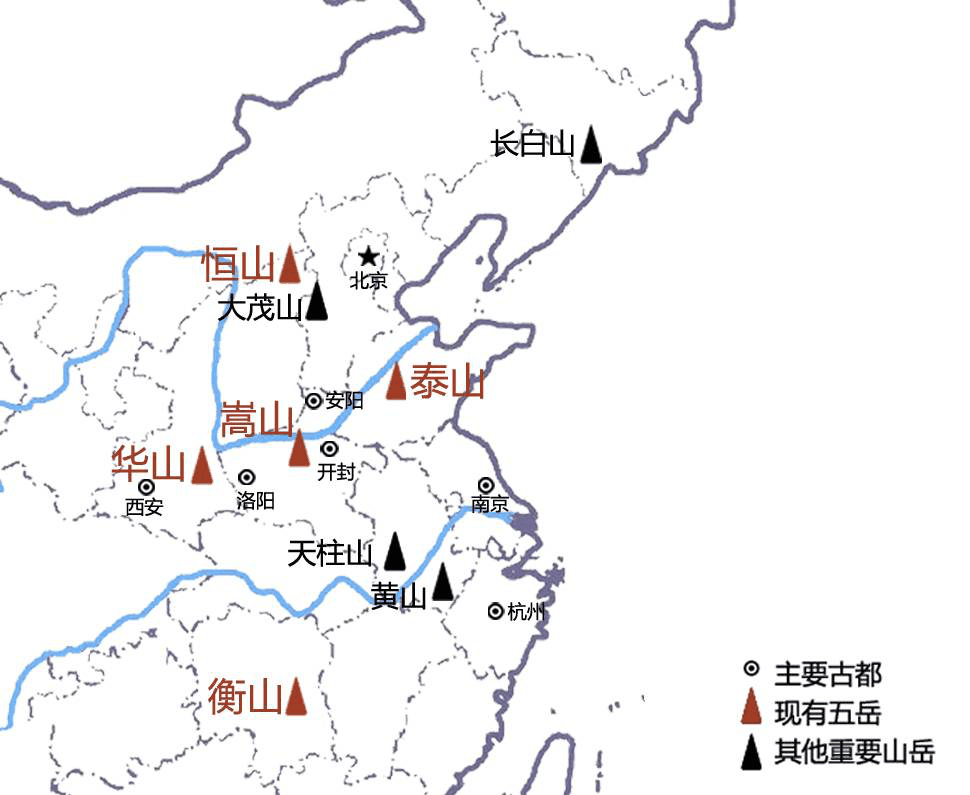 长白山
恒山
北京
大茂山
泰山
安阳
嵩山
华山
开封
西安
洛阳
南京
天柱山
黄山
杭州
衡山
主要古都
现有五岳
其他重要山岳